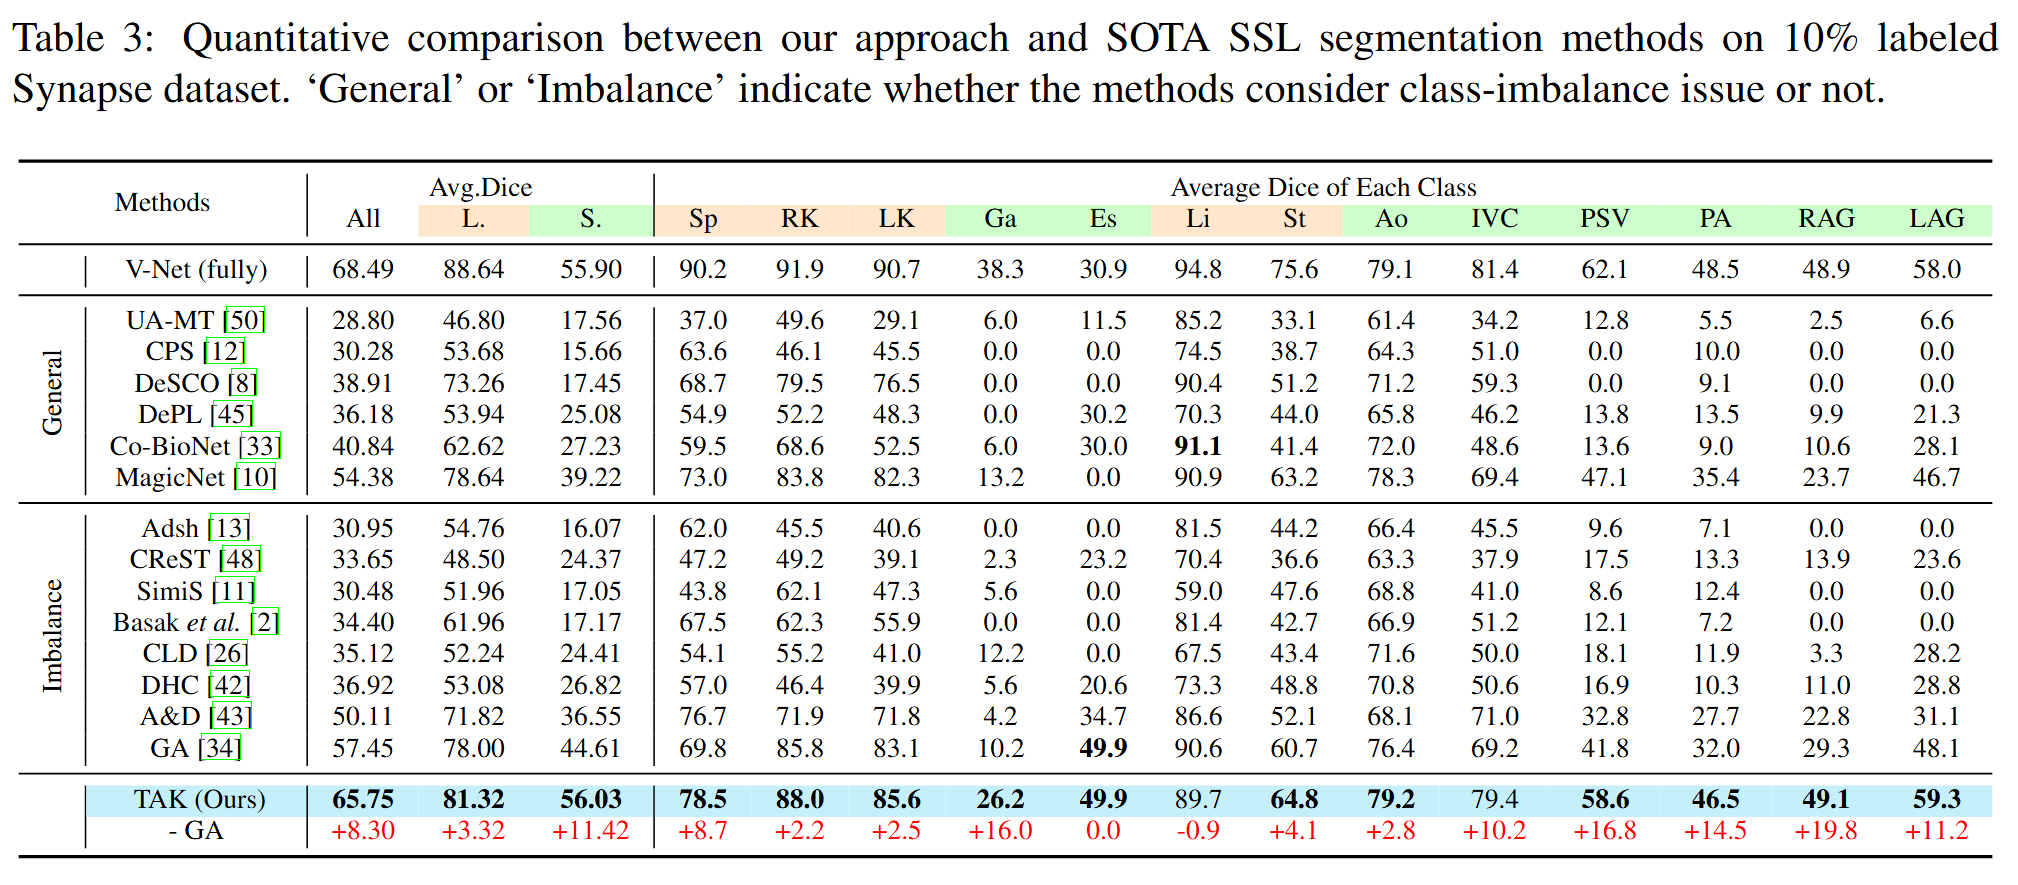 Table 3: Quantitative comparison between our approach and SOTA SSL segmentation methods on 10% labeled
Synapse dataset. ‘General’ or ‘Imbalance’ indicate whether the methods consider class-imbalance issue or not.
Methods Avg.Dice Average Dice of Each Class
All L. S. Sp RK LK Ga Es Li St Ao IVC PSV PA RAG LAG
V-Net (fully) 68.49 88.64 55.90 90.2 91.9 90.7 38.3 30.9 94.8 75.6 79.1 81.4 62.1 48.5 48.9 58.0
General
UA-MT [50] 28.80 46.80 17.56 37.0 49.6 29.1 6.0 11.5 85.2 33.1 61.4 34.2 12.8 5.5 2.5 6.6
CPS [12] 30.28 53.68 15.66 63.6 46.1 45.5 0.0 0.0 74.5 38.7 64.3 51.0 0.0 10.0 0.0 0.0
DeSCO [8] 38.91 73.26 17.45 68.7 79.5 76.5 0.0 0.0 90.4 51.2 71.2 59.3 0.0 9.1 0.0 0.0
DePL [45] 36.18 53.94 25.08 54.9 52.2 48.3 0.0 30.2 70.3 44.0 65.8 46.2 13.8 13.5 9.9 21.3
Co-BioNet [33] 40.84 62.62 27.23 59.5 68.6 52.5 6.0 30.0 91.1 41.4 72.0 48.6 13.6 9.0 10.6 28.1
MagicNet [10] 54.38 78.64 39.22 73.0 83.8 82.3 13.2 0.0 90.9 63.2 78.3 69.4 47.1 35.4 23.7 46.7
Imbalance
Adsh [13] 30.95 54.76 16.07 62.0 45.5 40.6 0.0 0.0 81.5 44.2 66.4 45.5 9.6 7.1 0.0 0.0
CReST [48] 33.65 48.50 24.37 47.2 49.2 39.1 2.3 23.2 70.4 36.6 63.3 37.9 17.5 13.3 13.9 23.6
SimiS [11] 30.48 51.96 17.05 43.8 62.1 47.3 5.6 0.0 59.0 47.6 68.8 41.0 8.6 12.4 0.0 0.0
Basak et al. [2] 34.40 61.96 17.17 67.5 62.3 55.9 0.0 0.0 81.4 42.7 66.9 51.2 12.1 7.2 0.0 0.0
CLD [26] 35.12 52.24 24.41 54.1 55.2 41.0 12.2 0.0 67.5 43.4 71.6 50.0 18.1 11.9 3.3 28.2
DHC [42] 36.92 53.08 26.82 57.0 46.4 39.9 5.6 20.6 73.3 48.8 70.8 50.6 16.9 10.3 11.0 28.8
A&D [43] 50.11 71.82 36.55 76.7 71.9 71.8 4.2 34.7 86.6 52.1 68.1 71.0 32.8 27.7 22.8 31.1
GA [34] 57.45 78.00 44.61 69.8 85.8 83.1 10.2 49.9 90.6 60.7 76.4 69.2 41.8 32.0 29.3 48.1
TAK (Ours) 65.75 81.32 56.03 78.5 88.0 85.6 26.2 49.9 89.7 64.8 79.2 79.4 58.6 46.5 49.1 59.3
- GA +8.30 +3.32 +11.42 +8.7 +2.2 +2.5 +16.0 0.0 -0.9 +4.1 +2.8 +10.2 +16.8 +14.5 +19.8 +11.2